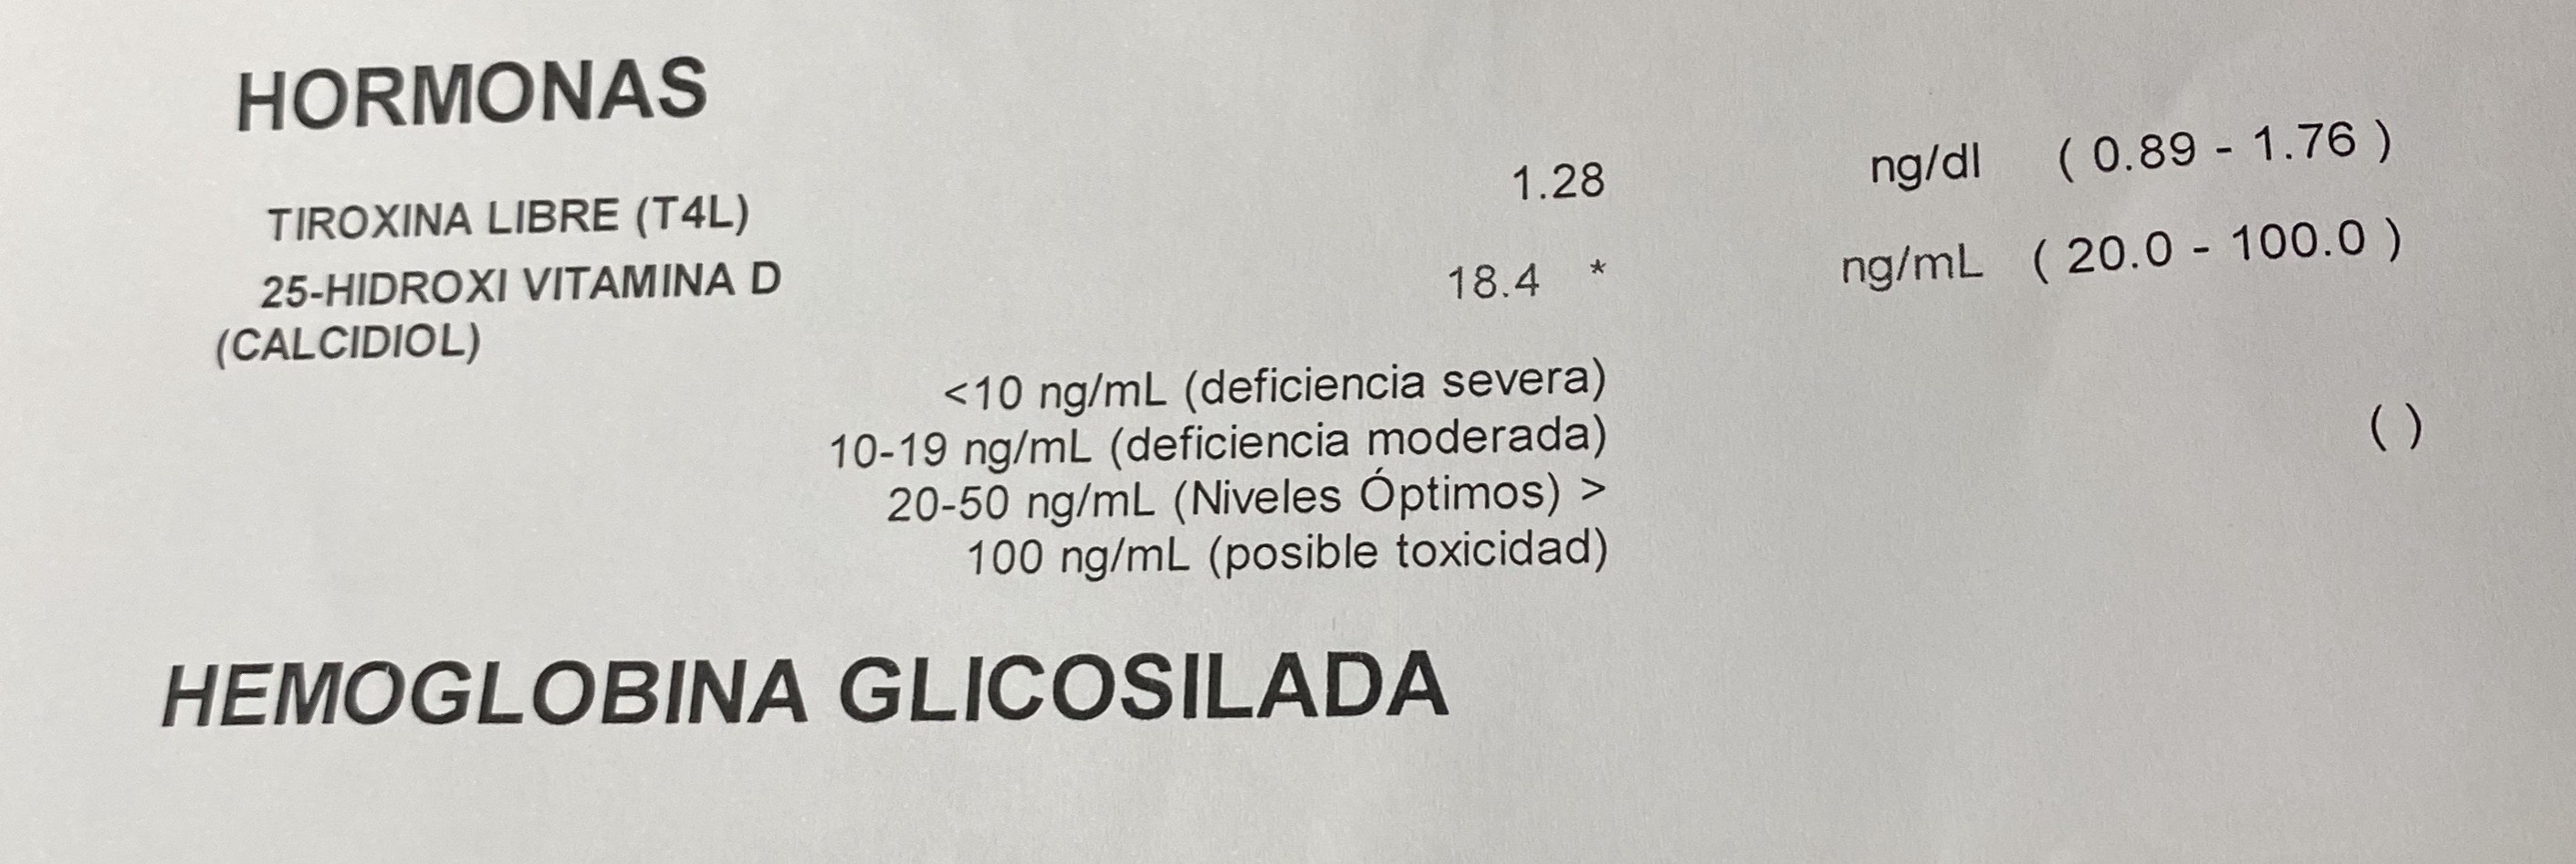 HORMONAS
TIROXINA LIBRE (T4L) 1.28 ng/dl ( 0.89 - 1.76 )
25-HIDROXI VITAMINA D 18.4 * ng/mL ( 20.0 - 100.0 )
(CALCIDIOL)
<10 ng/mL (deficiencia severa)
10-19 ng/mL (deficiencia moderada) ( )
20-50 ng/mL (Niveles Óptimos) >
100 ng/mL (posible toxicidad)
HEMOGLOBINA GLICOSILADA